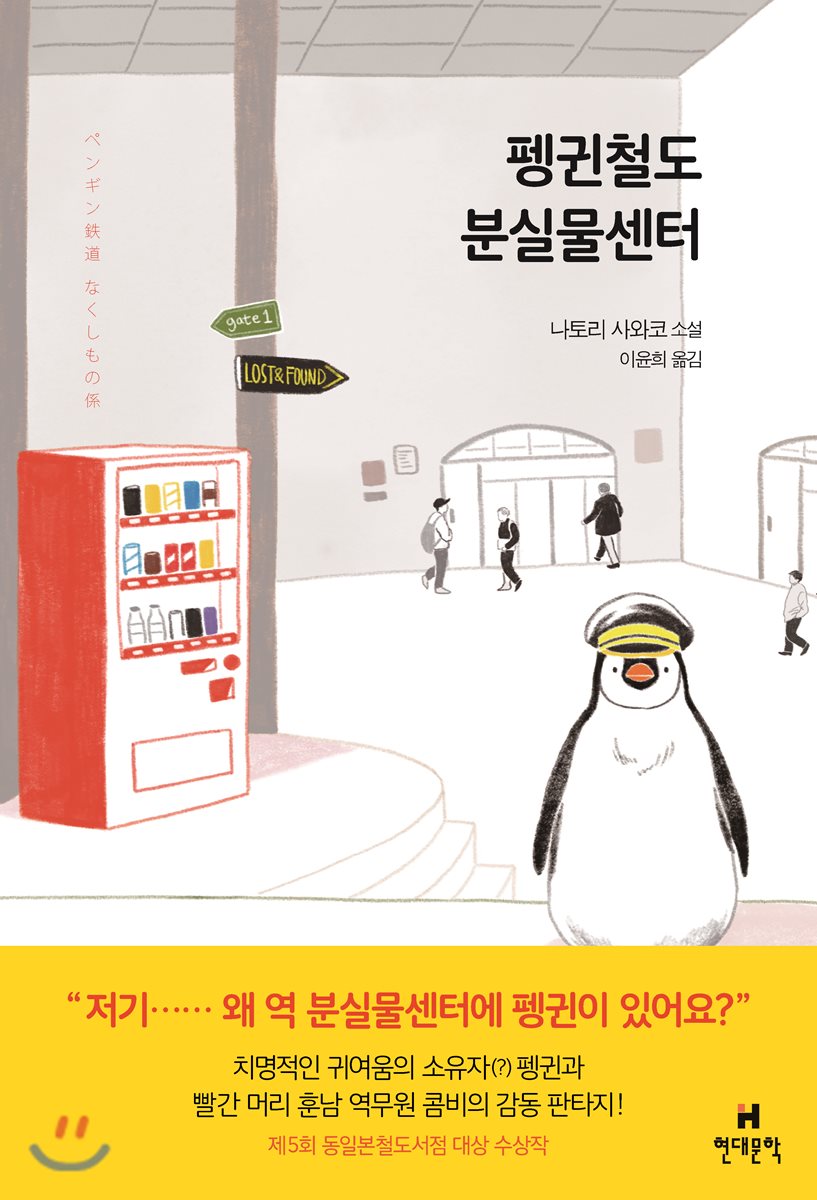 펭귄철도
분실물센터
나토리 사와코 소설
이윤희 옮김
ペンギン鉄道 なくしもの係
gate 1
LOST & FOUND
“저기…… 왜 역 분실물센터에 펭귄이 있어요?”
치명적인 귀여움의 소유자(?) 펭귄과
빨간 머리 훈남 역무원 콤비의 감동 판타지!
제5회 동일본철도서점 대상 수상작
현대문학